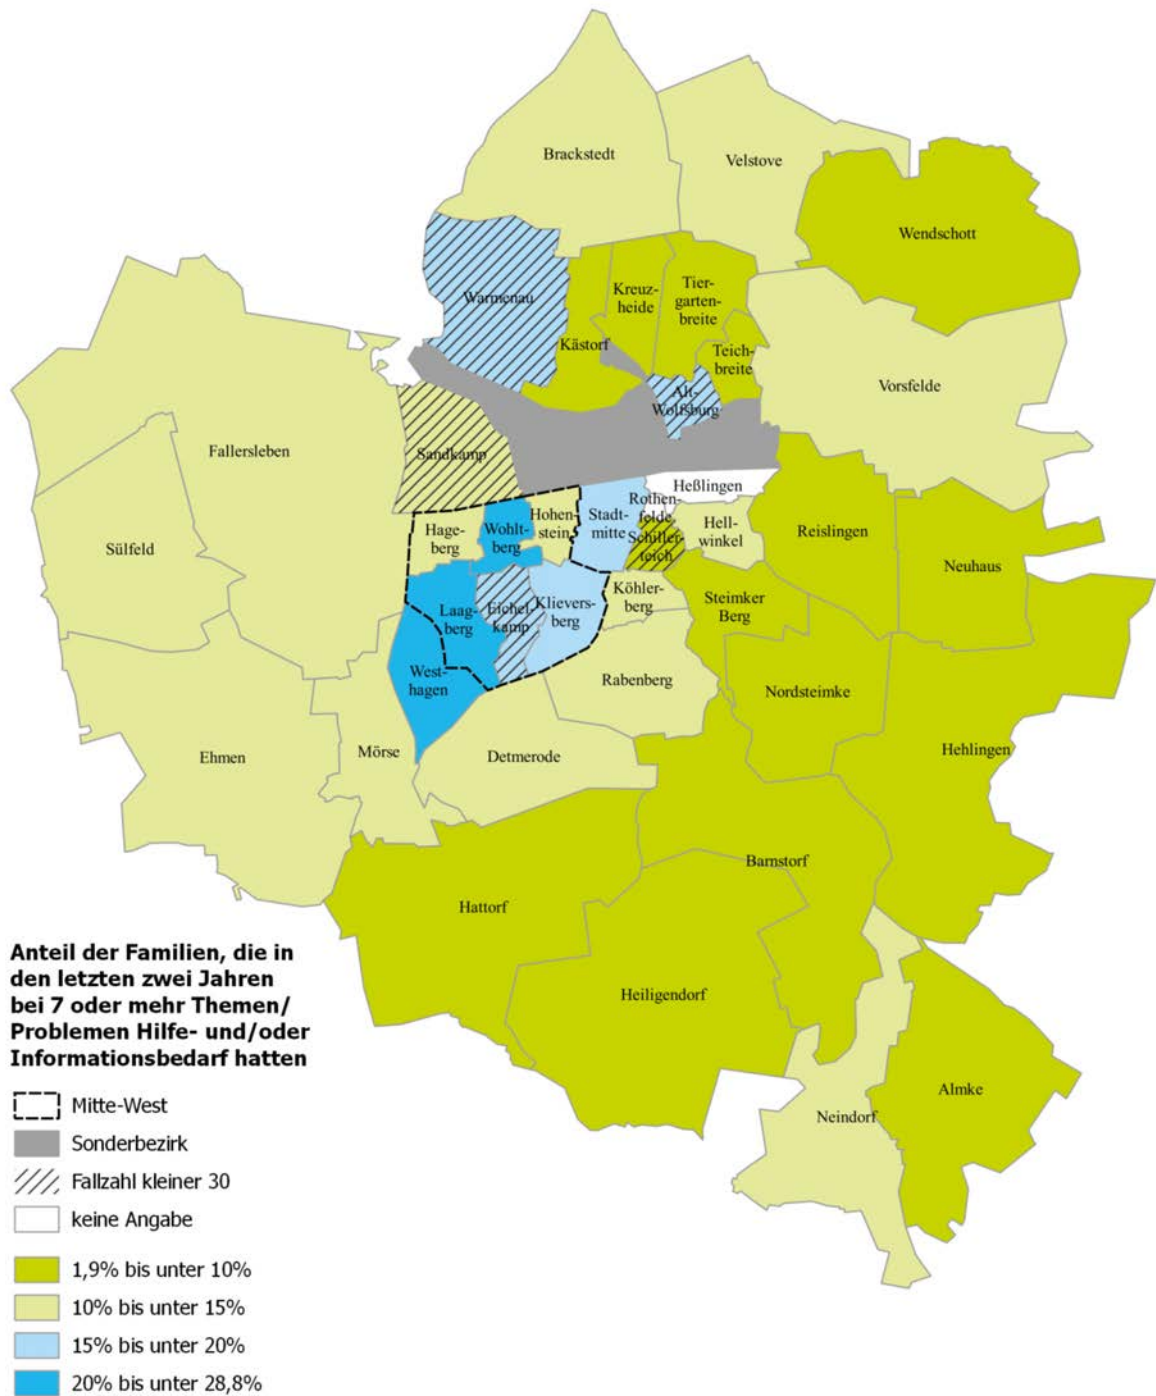 Brackstedt
Velstove
Wendschott
Warmenau
Kreuz-
heide
Tier-
garten-
breite
Kästorf
Teich-
breite
Vorsfelde
Alt-
Wolfsburg
Fallersleben
Sandkamp
Heßlingen
Sülfeld
Hage-
berg
Wohlt-
berg
Hohen-
stein
Stadt-
mitte
Rothen-
felde
Schiller-
teich
Hell-
winkel
Reislingen
Neuhaus
Laag-
berg
Eichel-
kamp
Klievers-
berg
Köhler-
berg
Steimker
Berg
West-
hagen
Rabenberg
Nordsteimke
Ehmen
Mörse
Detmerode
Hehlingen
Barnstorf
Hattorf
Heiligendorf
Almke
Neindorf
Anteil der Familien, die in
den letzten zwei Jahren
bei 7 oder mehr Themen/
Problemen Hilfe- und/oder
Informationsbedarf hatten
Mitte-West
Sonderbezirk
Fallzahl kleiner 30
keine Angabe
1,9% bis unter 10%
10% bis unter 15%
15% bis unter 20%
20% bis unter 28,8%